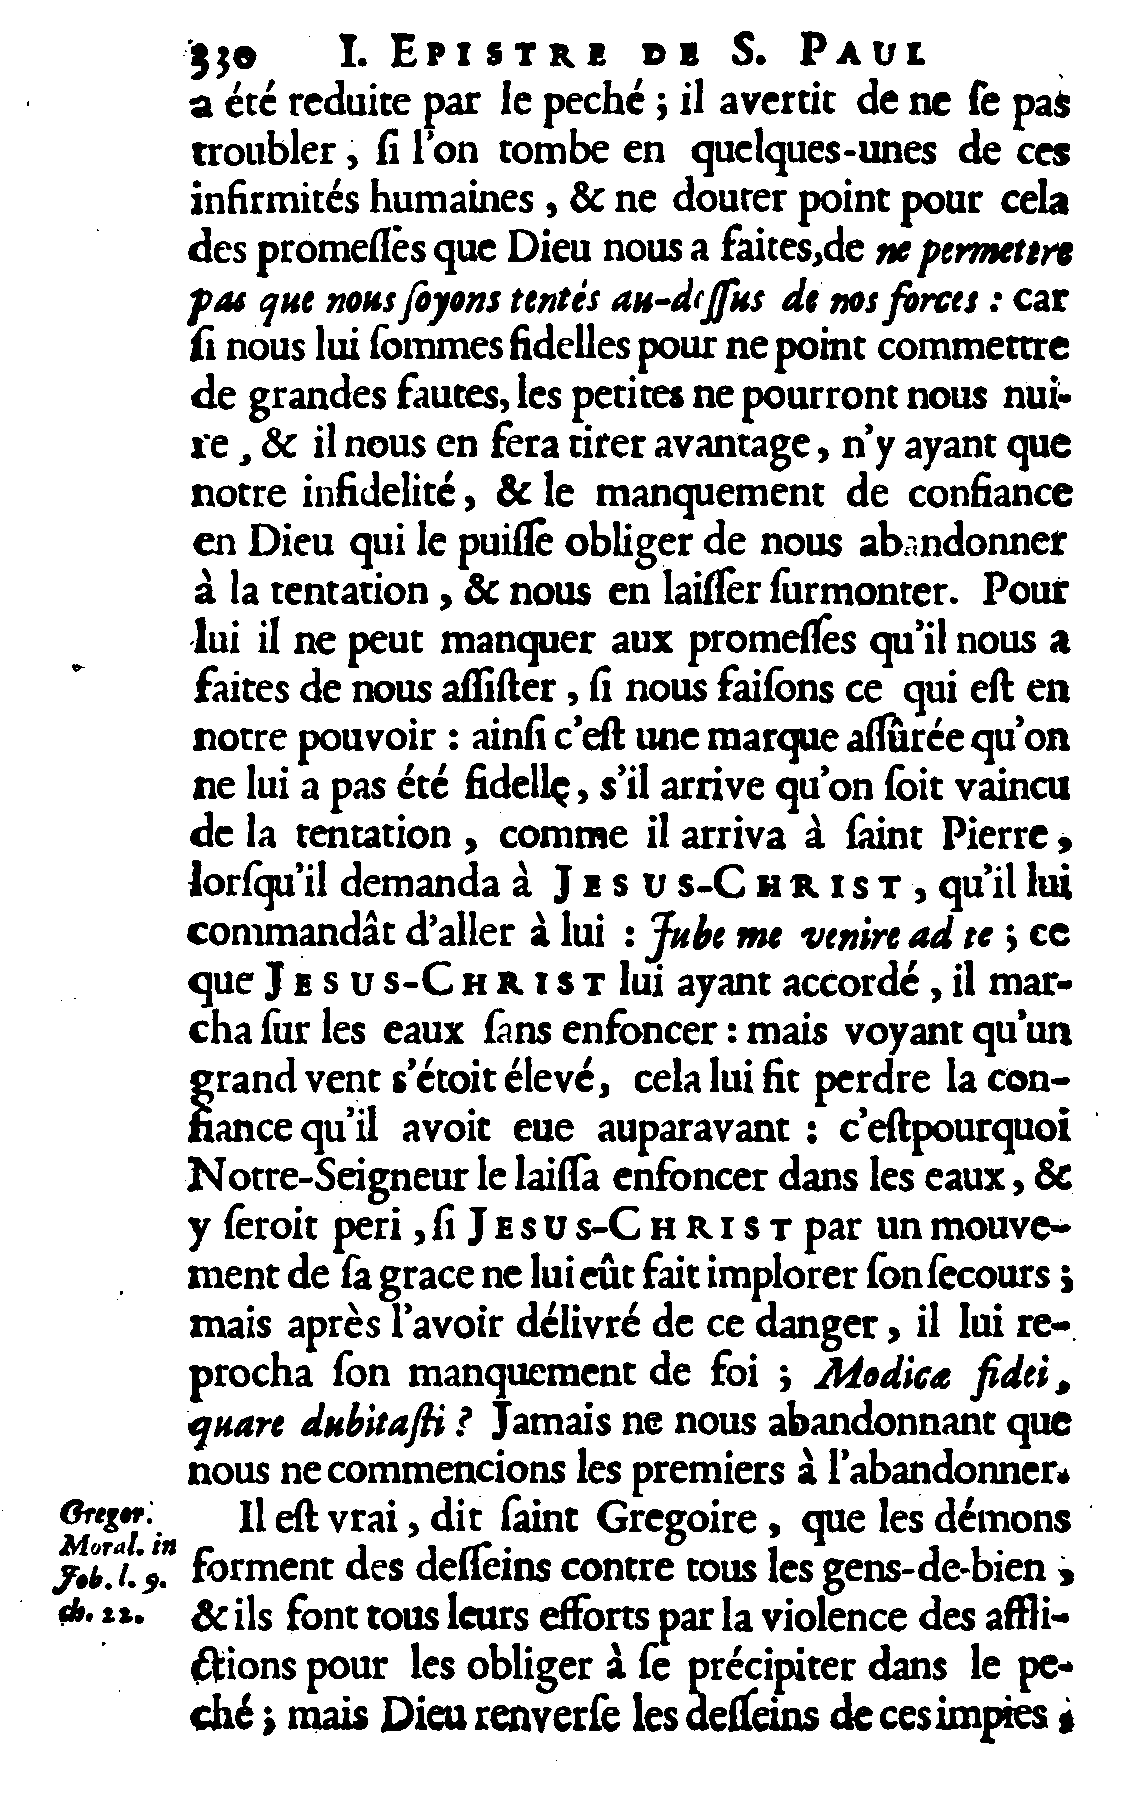 330 I. EPISTRE DE S. PAUL
a été reduite par le peché ; il avertit de ne ſe pas
troubler, ſi l'on tombe en quelques-unes de ces
infirmités humaines, & ne douter point pour cela
des promeſſes que Dieu nous a faites, de ne permettre
pas que nous ſoyons tentés au-deſſus de nos forces : car
ſi nous lui ſommes fidelles pour ne point commettre
de grandes fautes, les petites ne pourront nous nui-
re, & il nous en fera tirer avantage, n'y ayant que
notre infidelité, & le manquement de confiance
en Dieu qui le puiſſe obliger de nous abandonner
à la tentation, & nous en laiſſer ſurmonter. Pour
lui il ne peut manquer aux promeſſes qu'il nous a
faites de nous aſſiſter, ſi nous faiſons ce qui eſt en
notre pouvoir : ainſi c'eſt une marque aſſûrée qu'on
ne lui a pas été fidelle, s'il arrive qu'on ſoit vaincu
de la tentation, comme il arriva à ſaint Pierre,
lorſqu'il demanda à JESUS-CHRIST, qu'il lui
commandât d'aller à lui : Jube me venire ad te ; ce
que JESUS-CHRIST lui ayant accordé, il mar-
cha ſur les eaux ſans enfoncer : mais voyant qu'un
grand vent s'étoit élevé, cela lui fit perdre la con-
fiance qu'il avoit eue auparavant : c'eſtpourquoi
Notre-Seigneur le laiſſa enfoncer dans les eaux, &
y ſeroit peri, ſi JESUS-CHRIST par un mouve-
ment de ſa grace ne lui eût fait implorer ſon ſecours ;
mais après l'avoir délivré de ce danger, il lui re-
procha ſon manquement de foi ; Modicæ fidei,
quare dubitaſti ? Jamais ne nous abandonnant que
nous ne commencions les premiers à l'abandonner.
Il eſt vrai, dit ſaint Gregoire, que les démons
forment des deſſeins contre tous les gens-de-bien ;
& ils font tous leurs efforts par la violence des affli-
ctions pour les obliger à ſe précipiter dans le pe-
ché ; mais Dieu renverſe les deſſeins de ces impies ;
Gregor.
Moral. in
Job. l. 9.
ch. 22.